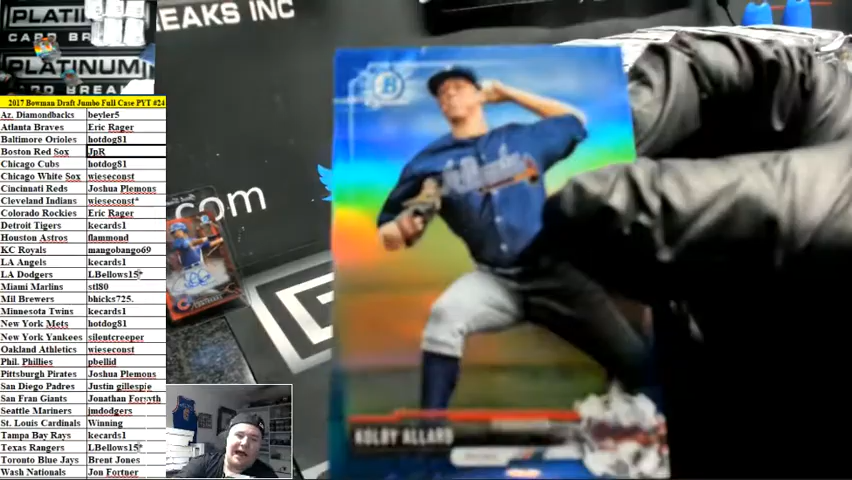 PLATINUM
CARD BREAK
PLATINUM
CARD BREAK
EAKS INC
com
2017 Bowman Draft Jumbo Full Case PYT #24
Az. Diamondbacks beyler5
Atlanta Braves Eric Rager
Baltimore Orioles hotdog81
Boston Red Sox JpR
Chicago Cubs hotdog81
Chicago White Sox wieseconst
Cincinnati Reds Joshua Plemons
Cleveland Indians wieseconst*
Colorado Rockies Eric Rager
Detroit Tigers kecards1
Houston Astros flammond
KC Royals mangobango69
LA Angels kecards1
LA Dodgers LBellows15*
Miami Marlins stl80
Mil Brewers bhicks725.
Minnesota Twins kecards1
New York Mets hotdog81
New York Yankees silentcreeper
Oakland Athletics wieseconst
Phil. Phillies pbellid
Pittsburgh Pirates Joshua Plemons
San Diego Padres Justin gillespie
San Fran Giants Jonathan Forsyth
Seattle Mariners jmdodgers
St. Louis Cardinals Winning
Tampa Bay Rays kecards1
Texas Rangers LBellows15*
Toronto Blue Jays Brent Jones
Wash Nationals Jon Fortner
B
KOLBY ALLARD